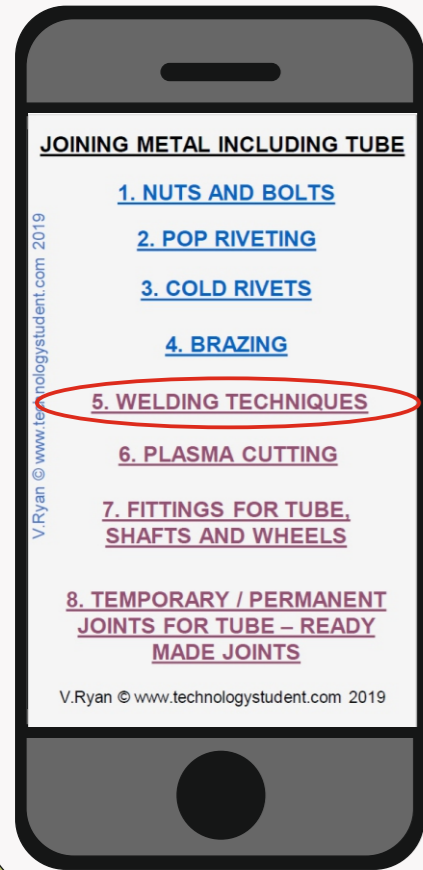 JOINING METAL INCLUDING TUBE
1. NUTS AND BOLTS
2. POP RIVETING
3. COLD RIVETS
4. BRAZING
5. WELDING TECHNIQUES
6. PLASMA CUTTING
7. FITTINGS FOR TUBE,
SHAFTS AND WHEELS
8. TEMPORARY / PERMANENT
JOINTS FOR TUBE – READY
MADE JOINTS
V.Ryan © www.technologystudent.com 2019
V.Ryan © www.technologystudent.com 2019